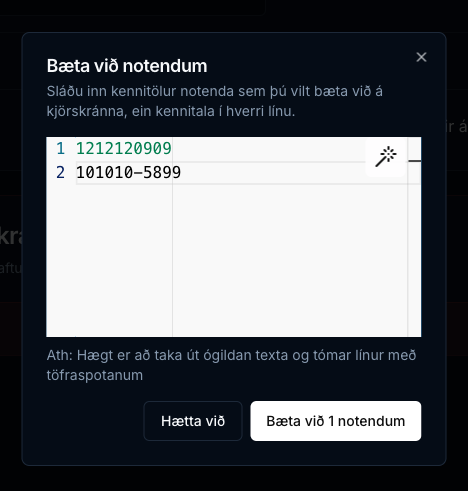 Bæta við notendum
Sláðu inn kennitölur notenda sem þú vilt bæta við á
kjörskránna, ein kennitala í hverri línu.
1 1212120909
2 101010-5899
Ath: Hægt er að taka út ógildan texta og tómar línur með
töfraspotanum
Hætta við
Bæta við 1 notendum